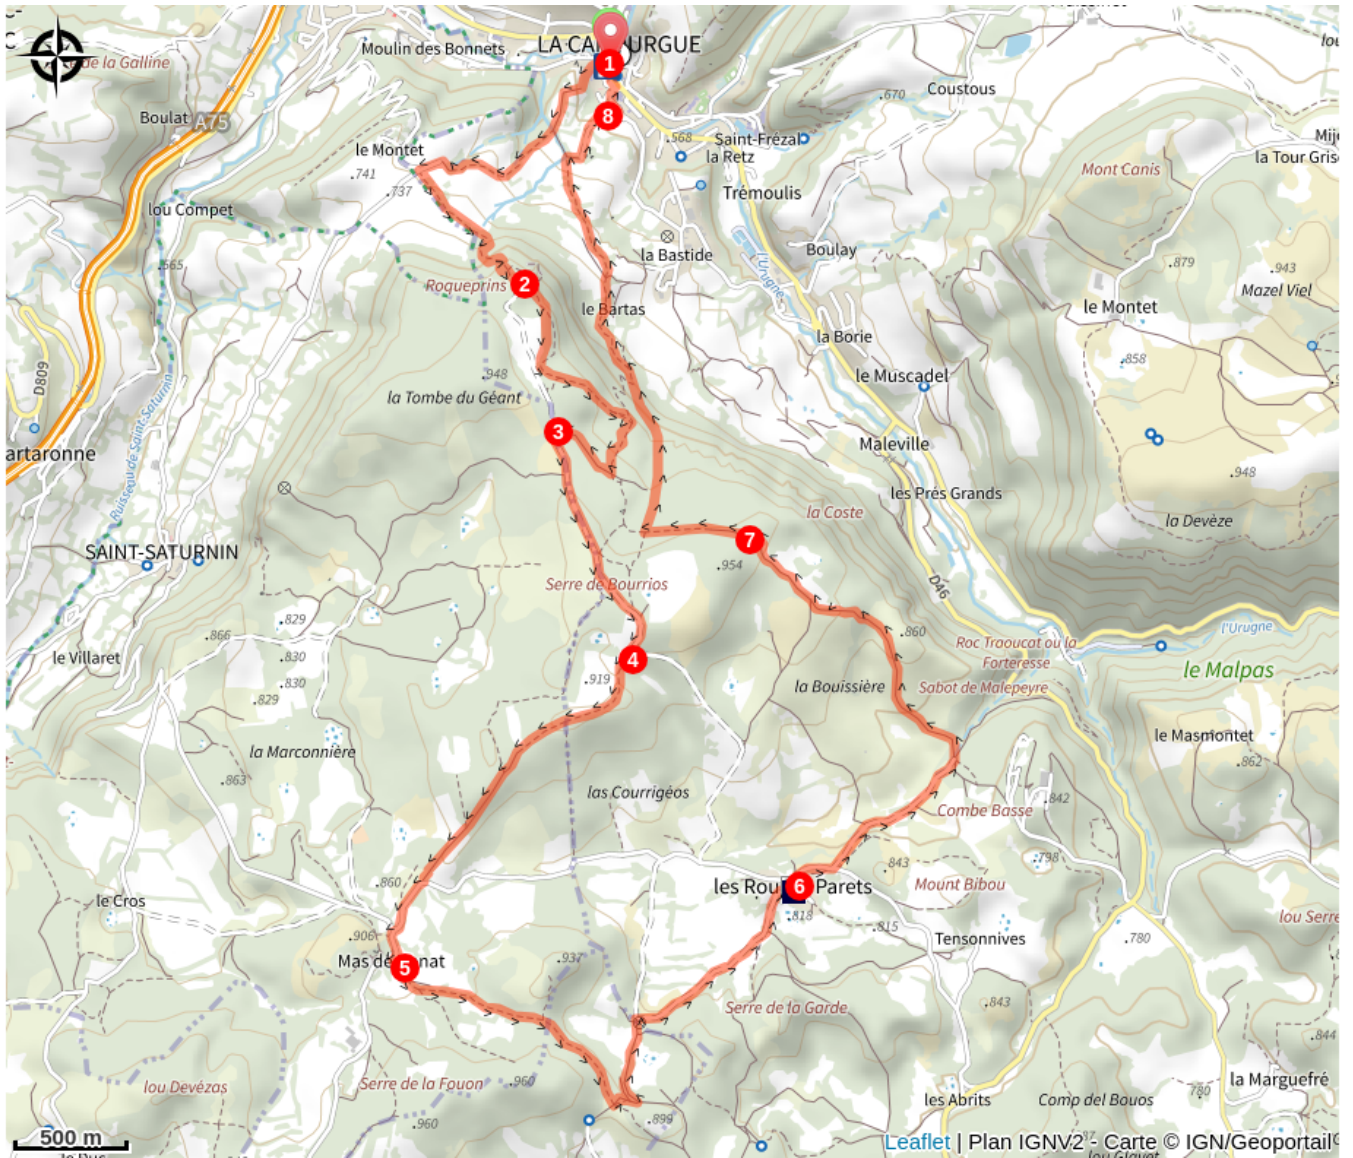 Moulin des Bonnets
LA CA URGUE
de la Galline
1
Coustous
.670
Boulat
A75
8
.568
Saint-Frézal
la Retz
le Montet
.741
.737
Mont Canis
la Tour Gris
Trémoulis
lou Compet
.565
la Bastide
Boulay
l'Urugne
.879
.943
Mazel Viel
Roqueprins
2
le Bartas
le Montet
la Borie
.858
D809
.948
le Muscadel
la Tombe du Géant
3
Maleville
artaronne
.948
Ruisseau de Saint-Saturnin
les Prés Grands
la Coste
la Devèze
SAINT-SATURNIN
7
.954
Serre de Bourrios
D46
.829
.866
.860
l'Urugne
Roc Traoucat ou la
Forteresse
.830
le Villaret
4
.919
.830
.829
la Bouissière
Sabot de Malepeyre
le Malpas
la Marconnière
le Masmontet
.862
.863
las Courrigéos
.842
Combe Basse
.798
.843
.860
les Rou
6
Parets
Mount Bibou
le Cros
.818
.815
lou Serre
.906
Tensonnives
.780
Mas de
nat
5
.937
Serre de la Garde
.843
.844
lou Devézas
Serre de la Fouon
.960
la Marguefré
.780
les Abrits
Comp del Bouos
.899
.960
500 m
Leaflet | Plan IGNV2 - Carte © IGN/Geoportail